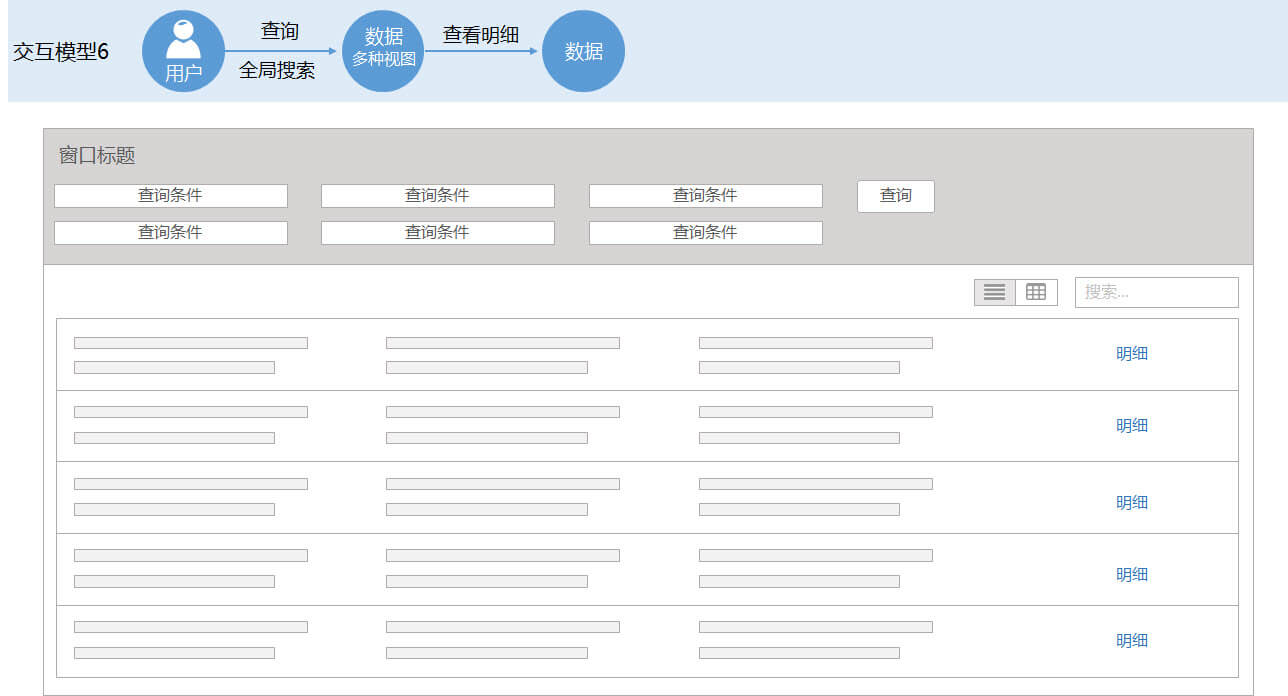 交互模型6
用户
查询
全局搜索
数据
多种视图
查看明细
数据
窗口标题
查询条件 查询条件 查询条件 查询
查询条件 查询条件 查询条件
搜索...
明细
明细
明细
明细
明细